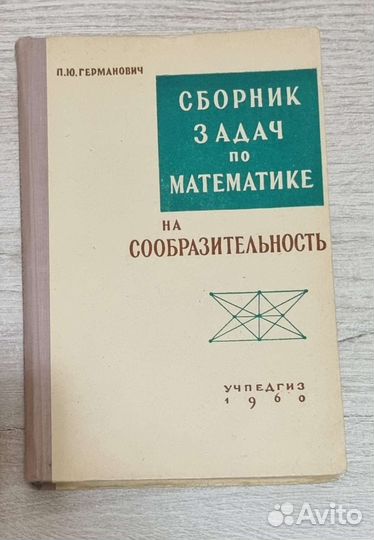 П.Ю. ГЕРМАНОВИЧ
СБОРНИК
ЗАДАЧ
ПО
МАТЕМАТИКЕ
НА
СООБРАЗИТЕЛЬНОСТЬ
УЧПЕДГИЗ
1960
Avito